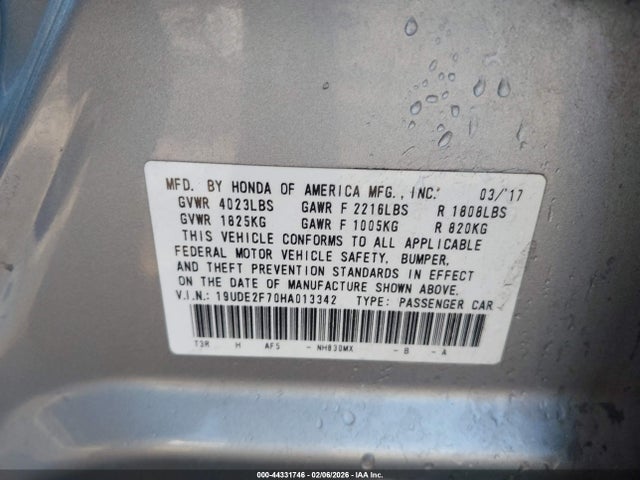 MFD. BY HONDA OF AMERICA MFG., INC. 03/'17
GVWR 4023LBS GAWR F 2216LBS R 1808LBS
GVWR 1825KG GAWR F 1005KG R 820KG
THIS VEHICLE CONFORMS TO ALL APPLICABLE
FEDERAL MOTOR VEHICLE SAFETY, BUMPER,
AND THEFT PREVENTION STANDARDS IN EFFECT
ON THE DATE OF MANUFACTURE SHOWN ABOVE.
V.I.N.: 19UDE2F70HA013342 TYPE: PASSENGER CAR
T3R H AF5 - NH830MX - B - A
000-44331746 - 02/06/2026 - IAA Inc.